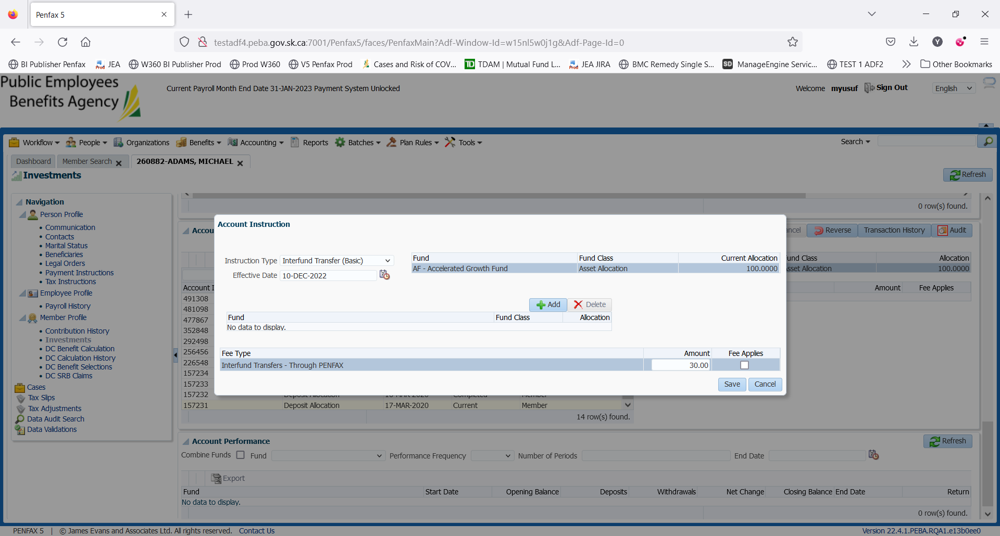 Penfax 5
testadf4.peba.gov.sk.ca:7001/Penfax5/faces/PenfaxMain?Adf-Window-Id=w15nl5w0j1g&Adf-Page-Id=0
Y
BI Publisher Penfax JEA W360 BI Publisher Prod Prod W360 V5 Penfax Prod Cases and Risk of COV... TDAM | Mutual Fund L... JEA JIRA BMC Remedy Single S... ManageEngine Servic... TEST 1 ADF2 Other Bookmarks
Public Employees
Benefits Agency
Current Payroll Month End Date 31-JAN-2023 Payment System Unlocked
Welcome myusuf Sign Out English
Workflow People Organizations Benefits Accounting Reports Batches Plan Rules Tools Search
Dashboard Member Search 260882-ADAMS, MICHAEL
Investments Refresh
Navigation
Person Profile
Communication
Contacts
Marital Status
Beneficiaries
Legal Orders
Payment Instructions
Tax Instructions
Employee Profile
Payroll History
Member Profile
Contribution History
Investments
DC Benefit Calculation
DC Calculation History
DC Benefit Selections
DC SRB Claims
Cases
Tax Slips
Tax Adjustments
Data Audit Search
Data Validations
0 row(s) found.
Accou
ncel Reverse Transaction History Audit
und Class Allocation
sset Allocation 100.0000
Amount Fee Applies
Account I
491308
481098
477867
352848
292498
256456
226548
157234
157233
157232 Deposit Allocation 16-MAR-2020 Completed Member
157231 Deposit Allocation 17-MAR-2020 Current Member
14 row(s) found.
Account Instruction
Instruction Type Interfund Transfer (Basic)
Effective Date 10-DEC-2022
Fund Fund Class Current Allocation
AF - Accelerated Growth Fund Asset Allocation 100.0000
Add Delete
Fund Fund Class Allocation
No data to display.
Fee Type Amount Fee Applies
Interfund Transfers - Through PENFAX 30.00
Save Cancel
Account Performance Refresh
Combine Funds Fund Performance Frequency Number of Periods End Date
Export
Fund Start Date Opening Balance Deposits Withdrawals Net Change Closing Balance End Date Return
No data to display.
0 row(s) found.
PENFAX 5 | © James Evans and Associates Ltd. All rights reserved. Contact Us Version 22.4.1.PEBA.RQA1.e13b0ee0